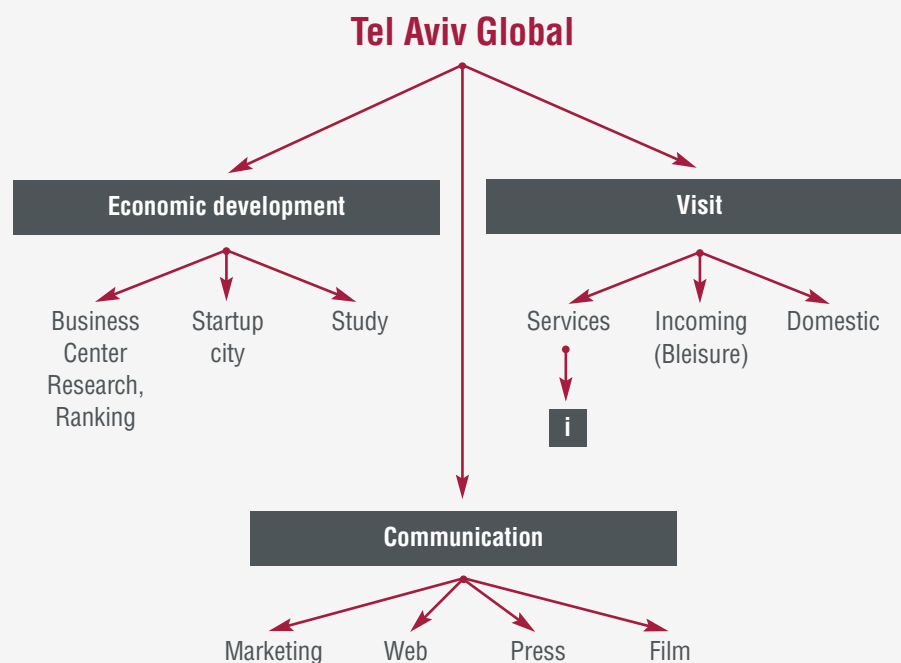 Tel Aviv Global
Economic development
Visit
Business
Center
Research,
Ranking
Startup
city
Study
Services
Incoming
(Bleisure)
Domestic
i
Communication
Marketing
Web
Press
Film